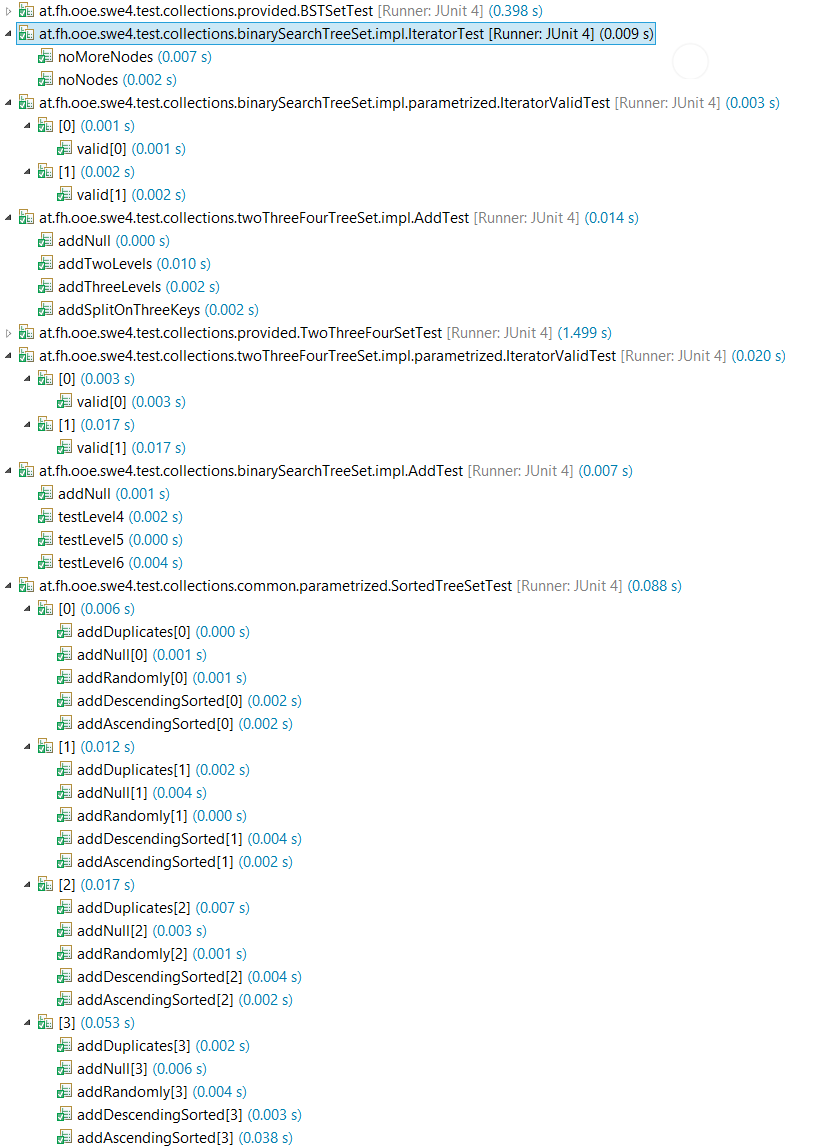 at.fh.ooe.swe4.test.collections.provided.BSTSetTest [Runner: JUnit 4] (0.398 s)
at.fh.ooe.swe4.test.collections.binarySearchTreeSet.impl.IteratorTest [Runner: JUnit 4] (0.009 s)
noMoreNodes (0.007 s)
noNodes (0.002 s)
at.fh.ooe.swe4.test.collections.binarySearchTreeSet.impl.parametrized.IteratorValidTest [Runner: JUnit 4] (0.003 s)
[0] (0.001 s)
valid[0] (0.001 s)
[1] (0.002 s)
valid[1] (0.002 s)
at.fh.ooe.swe4.test.collections.twoThreeFourTreeSet.impl.AddTest [Runner: JUnit 4] (0.014 s)
addNull (0.000 s)
addTwoLevels (0.010 s)
addThreeLevels (0.002 s)
addSplitOnThreeKeys (0.002 s)
at.fh.ooe.swe4.test.collections.provided.TwoThreeFourSetTest [Runner: JUnit 4] (1.499 s)
at.fh.ooe.swe4.test.collections.twoThreeFourTreeSet.impl.parametrized.IteratorValidTest [Runner: JUnit 4] (0.020 s)
[0] (0.003 s)
valid[0] (0.003 s)
[1] (0.017 s)
valid[1] (0.017 s)
at.fh.ooe.swe4.test.collections.binarySearchTreeSet.impl.AddTest [Runner: JUnit 4] (0.007 s)
addNull (0.001 s)
testLevel4 (0.002 s)
testLevel5 (0.000 s)
testLevel6 (0.004 s)
at.fh.ooe.swe4.test.collections.common.parametrized.SortedTreeSetTest [Runner: JUnit 4] (0.088 s)
[0] (0.006 s)
addDuplicates[0] (0.000 s)
addNull[0] (0.001 s)
addRandomly[0] (0.001 s)
addDescendingSorted[0] (0.002 s)
addAscendingSorted[0] (0.002 s)
[1] (0.012 s)
addDuplicates[1] (0.002 s)
addNull[1] (0.004 s)
addRandomly[1] (0.000 s)
addDescendingSorted[1] (0.004 s)
addAscendingSorted[1] (0.002 s)
[2] (0.017 s)
addDuplicates[2] (0.007 s)
addNull[2] (0.003 s)
addRandomly[2] (0.001 s)
addDescendingSorted[2] (0.004 s)
addAscendingSorted[2] (0.002 s)
[3] (0.053 s)
addDuplicates[3] (0.002 s)
addNull[3] (0.006 s)
addRandomly[3] (0.004 s)
addDescendingSorted[3] (0.003 s)
addAscendingSorted[3] (0.038 s)